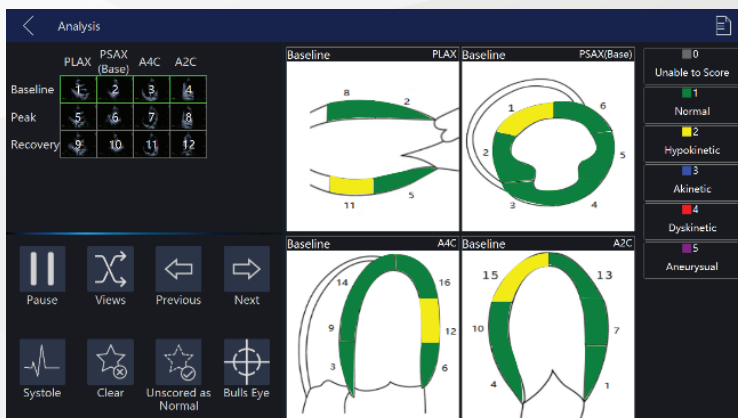 Analysis
PLAX PSAX (Base) A4C A2C
Baseline 1 2 3 4
Peak 5 6 7 8
Recovery 9 10 11 12
Pause Views Previous Next
Systole Clear Unscored as Normal Bulls Eye
Baseline PLAX
8 2
11 5
Baseline PSAX(Base)
1 6
2 5
3 4
Baseline A4C
14 16
9 12
3 6
Baseline A2C
15 13
10 7
4 1
0
Unable to Score
1
Normal
2
Hypokinetic
3
Akinetic
4
Dyskinetic
5
Aneurysual